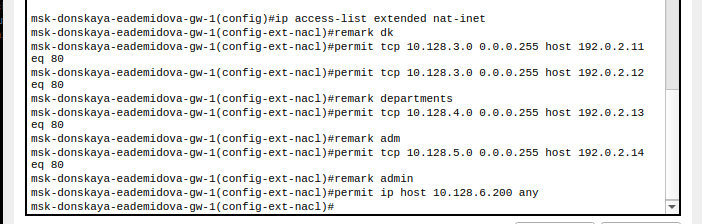 msk-donskaya-eademidova-gw-1(config)#ip access-list extended nat-inet
msk-donskaya-eademidova-gw-1(config-ext-nacl)#remark dk
msk-donskaya-eademidova-gw-1(config-ext-nacl)#permit tcp 10.128.3.0 0.0.0.255 host 192.0.2.11
eq 80
msk-donskaya-eademidova-gw-1(config-ext-nacl)#permit tcp 10.128.3.0 0.0.0.255 host 192.0.2.12
eq 80
msk-donskaya-eademidova-gw-1(config-ext-nacl)#remark departments
msk-donskaya-eademidova-gw-1(config-ext-nacl)#permit tcp 10.128.4.0 0.0.0.255 host 192.0.2.13
eq 80
msk-donskaya-eademidova-gw-1(config-ext-nacl)#remark adm
msk-donskaya-eademidova-gw-1(config-ext-nacl)#permit tcp 10.128.5.0 0.0.0.255 host 192.0.2.14
eq 80
msk-donskaya-eademidova-gw-1(config-ext-nacl)#remark admin
msk-donskaya-eademidova-gw-1(config-ext-nacl)#permit ip host 10.128.6.200 any
msk-donskaya-eademidova-gw-1(config-ext-nacl)#